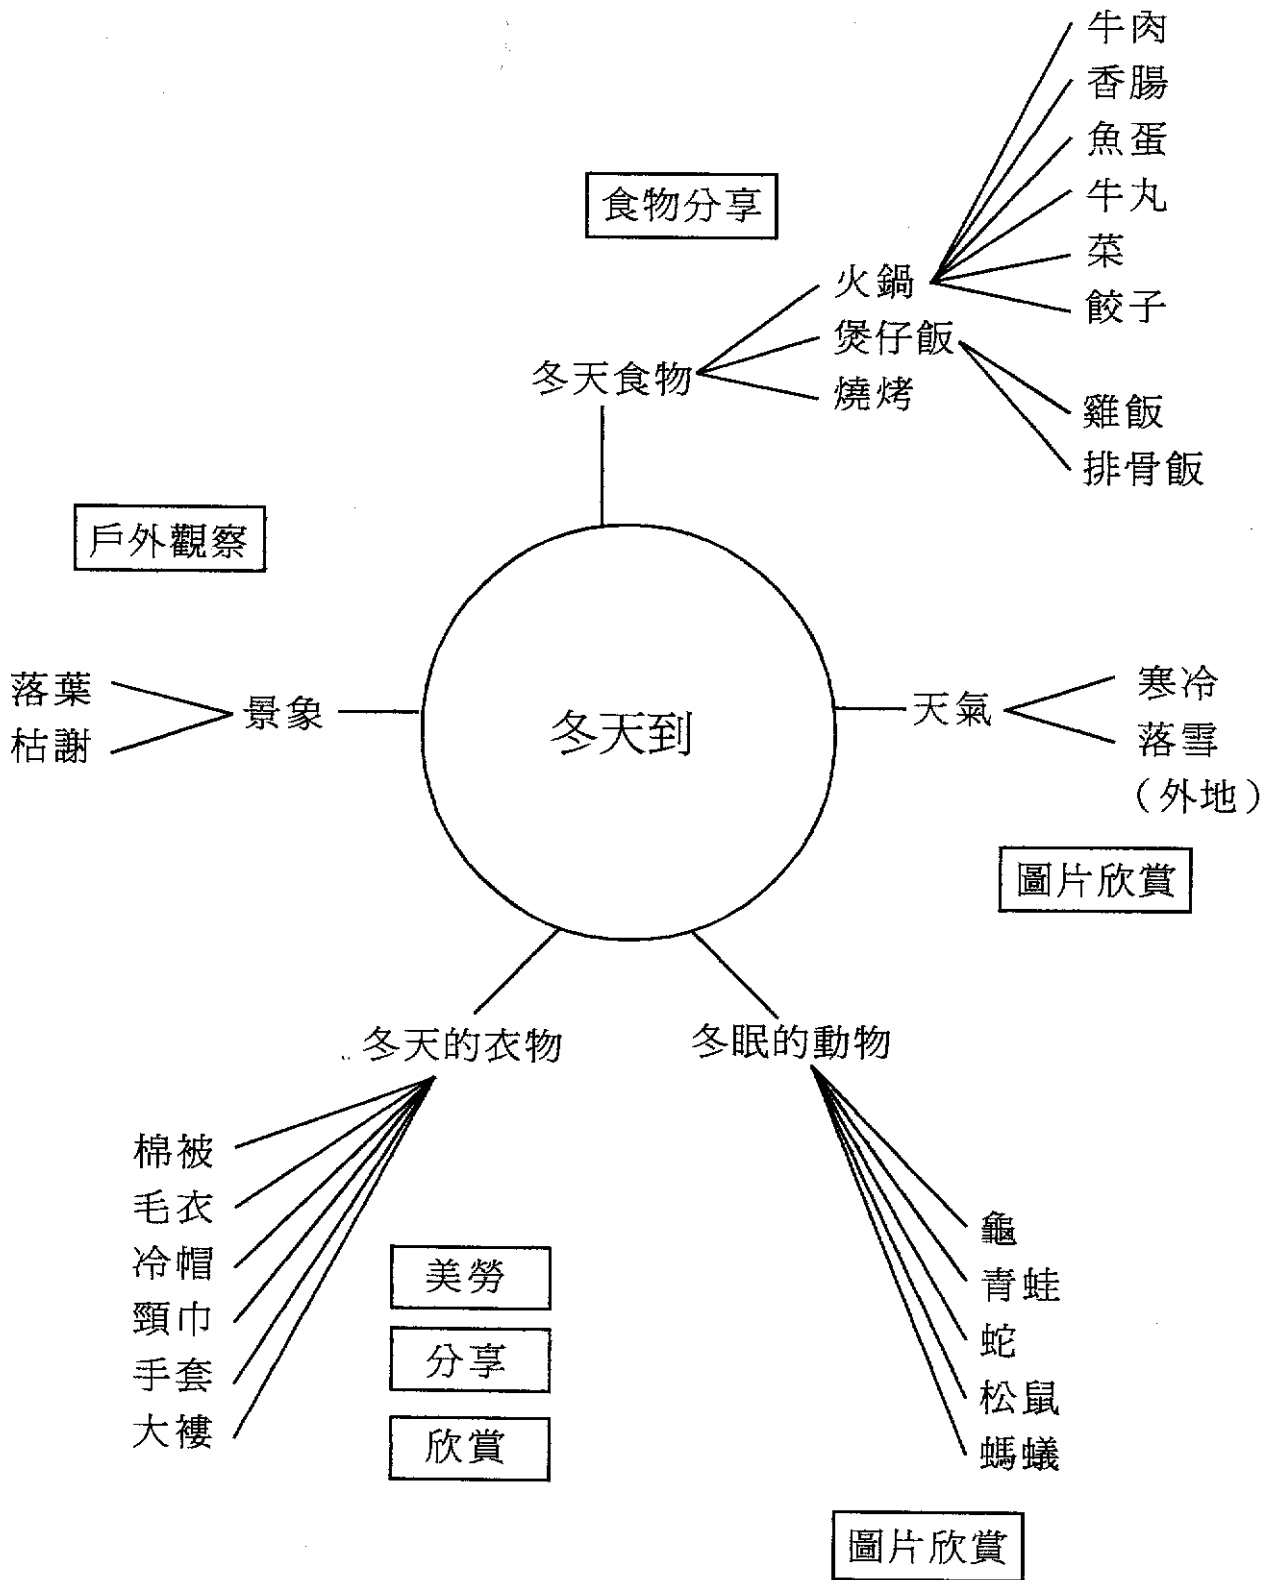 牛肉
香腸
魚蛋
牛丸
菜
餃子
食物分享
火鍋
煲仔飯
燒烤
冬天食物
雞飯
排骨飯
戶外觀察
落葉
枯謝
景象
冬天到
天氣
寒冷
落雪
（外地）
圖片欣賞
冬天的衣物
冬眠的動物
棉被
毛衣
冷帽
頸巾
手套
大褸
美勞
分享
欣賞
龜
青蛙
蛇
松鼠
螞蟻
圖片欣賞